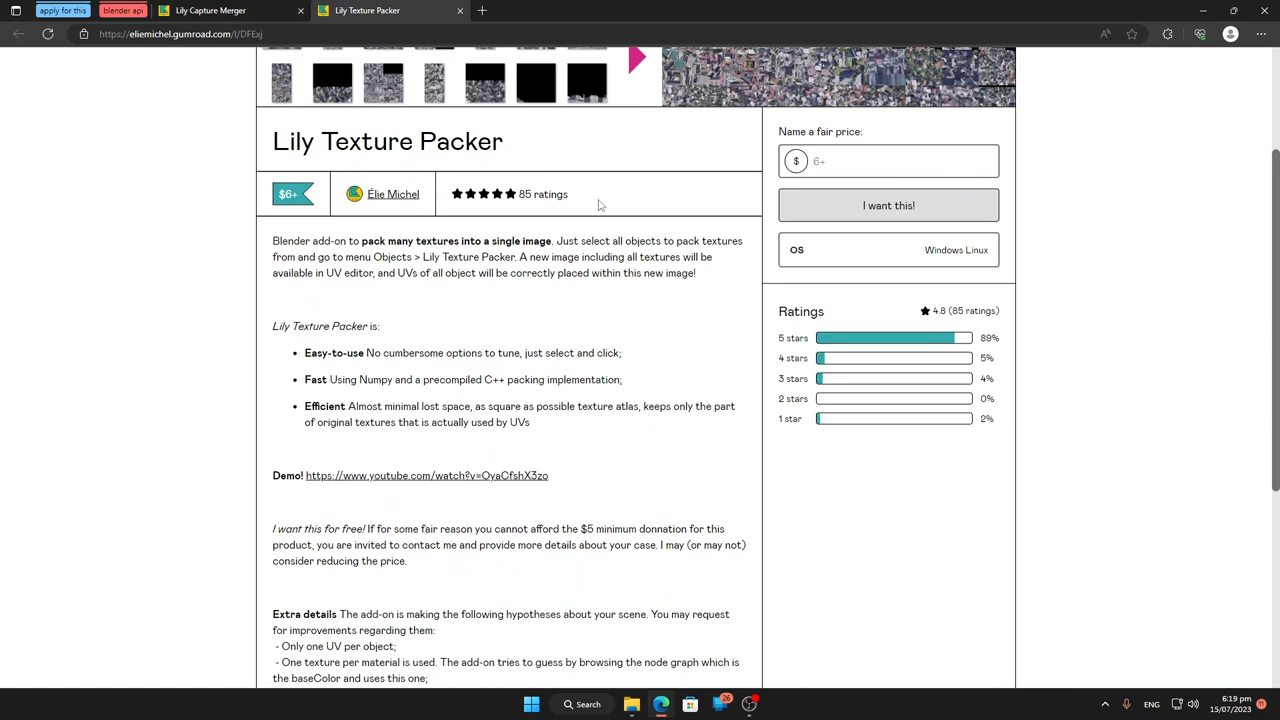 apply for this
blender api
Lily Capture Merger
Lily Texture Packer
https://eliemichel.gumroad.com/l/DFExj
Lily Texture Packer
$6+
Élie Michel
85 ratings
Blender add-on to pack many textures into a single image. Just select all objects to pack textures
from and go to menu Objects > Lily Texture Packer. A new image including all textures will be
available in UV editor, and UVs of all object will be correctly placed within this new image!
Lily Texture Packer is:
• Easy-to-use No cumbersome options to tune, just select and click;
• Fast Using Numpy and a precompiled C++ packing implementation;
• Efficient Almost minimal lost space, as square as possible texture atlas, keeps only the part
of original textures that is actually used by UVs
Demo! https://www.youtube.com/watch?v=OyaCfshX3zo
I want this for free! If for some fair reason you cannot afford the $5 minimum donnation for this
product, you are invited to contact me and provide more details about your case. I may (or may not)
consider reducing the price.
Extra details The add-on is making the following hypotheses about your scene. You may request
for improvements regarding them:
- Only one UV per object;
- One texture per material is used. The add-on tries to guess by browsing the node graph which is
the baseColor and uses this one;
Name a fair price:
$ 6+
I want this!
OS Windows Linux
Ratings 4.8 (85 ratings)
5 stars 89%
4 stars 5%
3 stars 4%
2 stars 0%
1 star 2%
Search
26
ENG
6:19 pm
15/07/2023
11